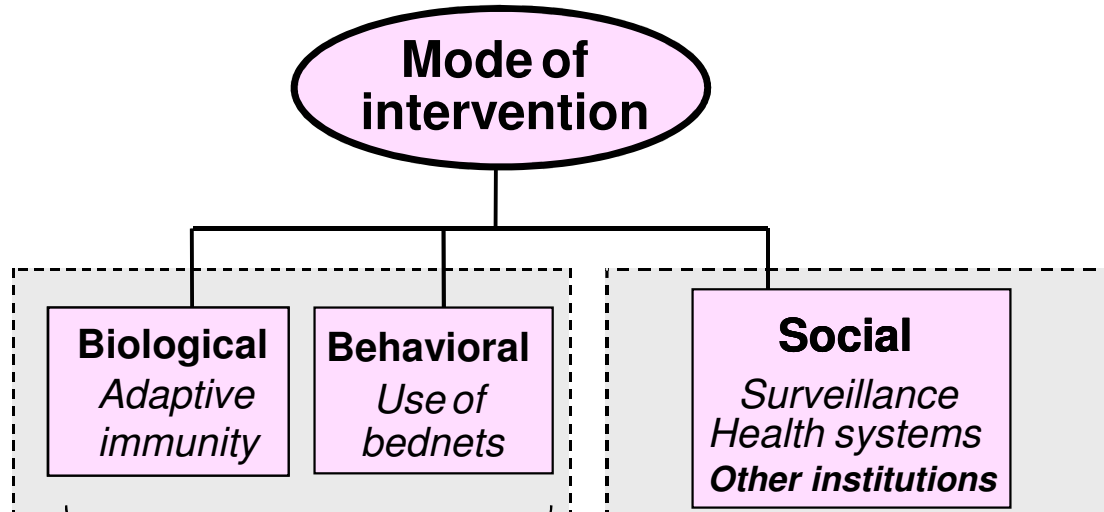 Mode of
intervention
Biological
Adaptive
immunity
Behavioral
Use of
bednets
Social
Surveillance
Health systems
Other institutions